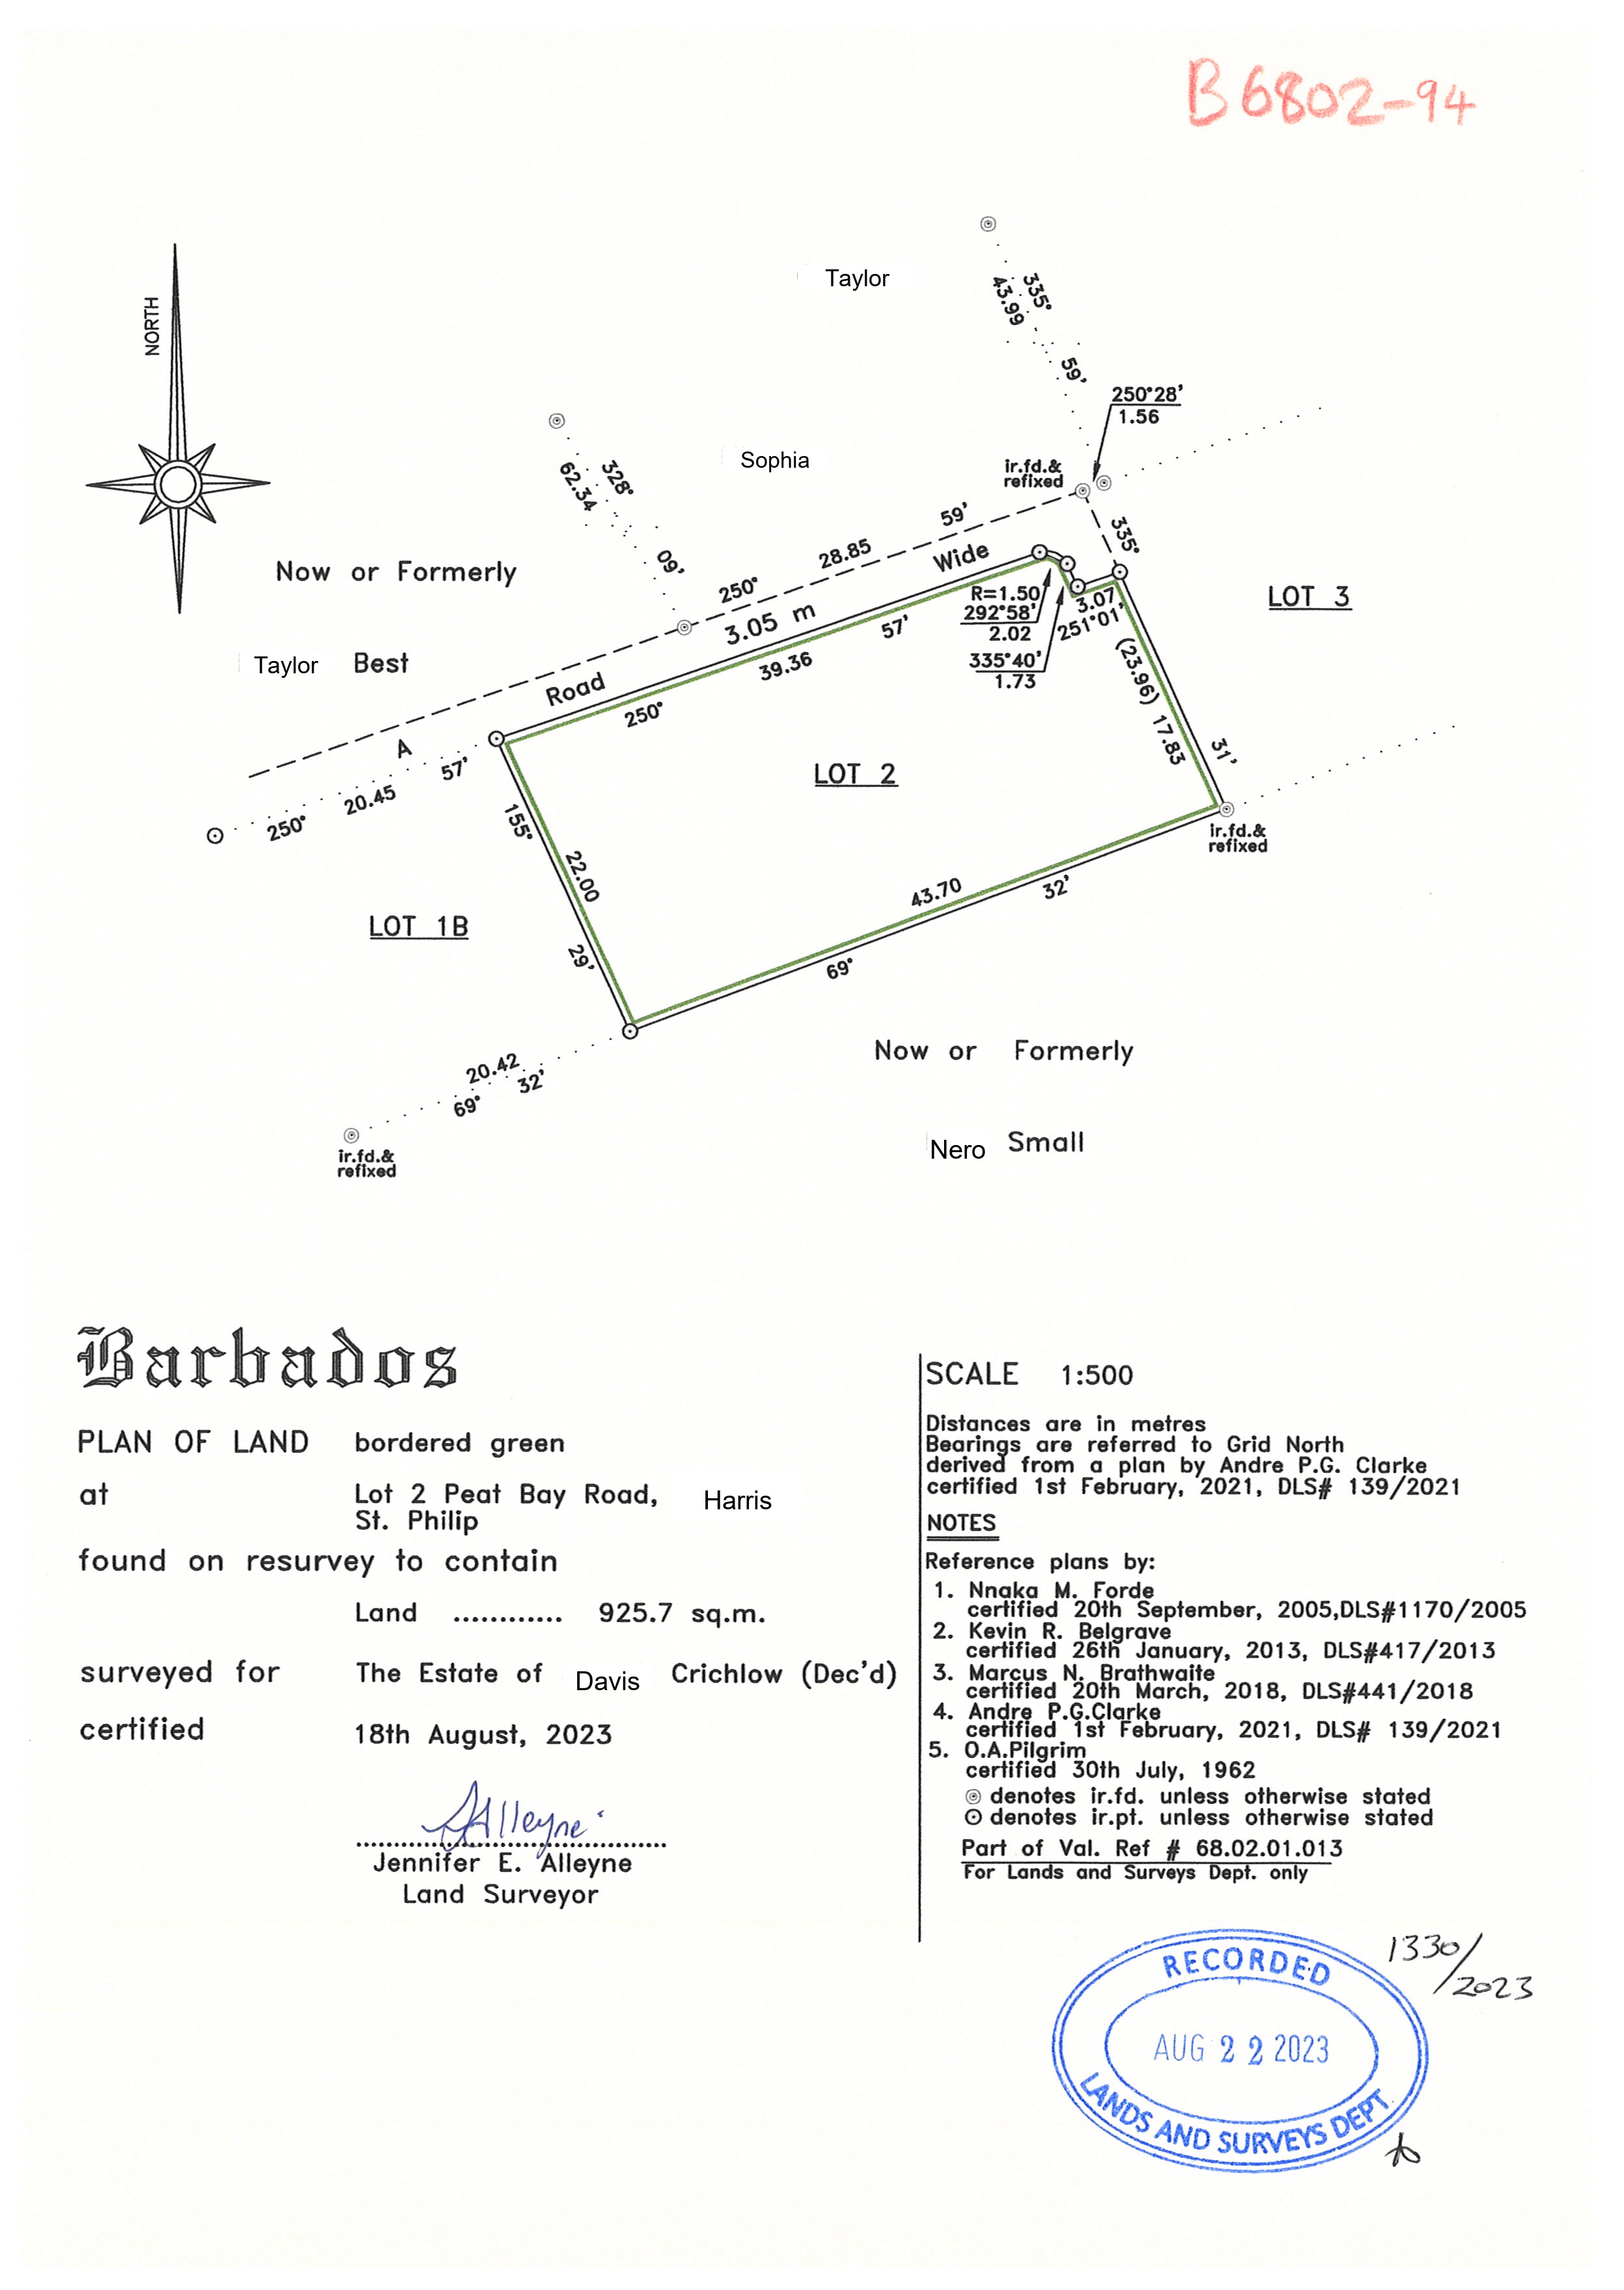 B6802-94
NORTH
Taylor
335°
43.99
59'
250°28'
1.56
328°
62.34
09'
Sophia
ir.fd.&
refixed
Now or Formerly
59'
28.85
250°
335°
Wide
3.05 m
R=1.50
292°58'
2.02
3.07
251°01'
LOT 3
57'
39.36
335°40'
1.73
(23.96) 17.83
Taylor Best
Road
250°
A
57'
20.45
250°
31'
LOT 2
155°
22.00
29'
ir.fd.&
refixed
43.70
32'
69°
LOT 1B
20.42
32'
69°
Now or Formerly
Nero Small
ir.fd.&
refixed
Barbados
PLAN OF LAND bordered green
at Lot 2 Peat Bay Road, Harris
St. Philip
found on resurvey to contain
Land ............ 925.7 sq.m.
surveyed for The Estate of Davis Crichlow (Dec'd)
certified 18th August, 2023
JAlleyne
Jennifer E. Alleyne
Land Surveyor
SCALE 1:500
Distances are in metres
Bearings are referred to Grid North
derived from a plan by Andre P.G. Clarke
certified 1st February, 2021, DLS# 139/2021
NOTES
Reference plans by:
1. Nnaka M. Forde
certified 20th September, 2005,DLS#1170/2005
2. Kevin R. Belgrave
certified 26th January, 2013, DLS#417/2013
3. Marcus N. Brathwaite
certified 20th March, 2018, DLS#441/2018
4. Andre P.G.Clarke
certified 1st February, 2021, DLS# 139/2021
5. O.A.Pilgrim
certified 30th July, 1962
denotes ir.fd. unless otherwise stated
denotes ir.pt. unless otherwise stated
Part of Val. Ref # 68.02.01.013
For Lands and Surveys Dept. only
1330/2023
RECORDED
AUG 22 2023
LANDS AND SURVEYS DEPT.